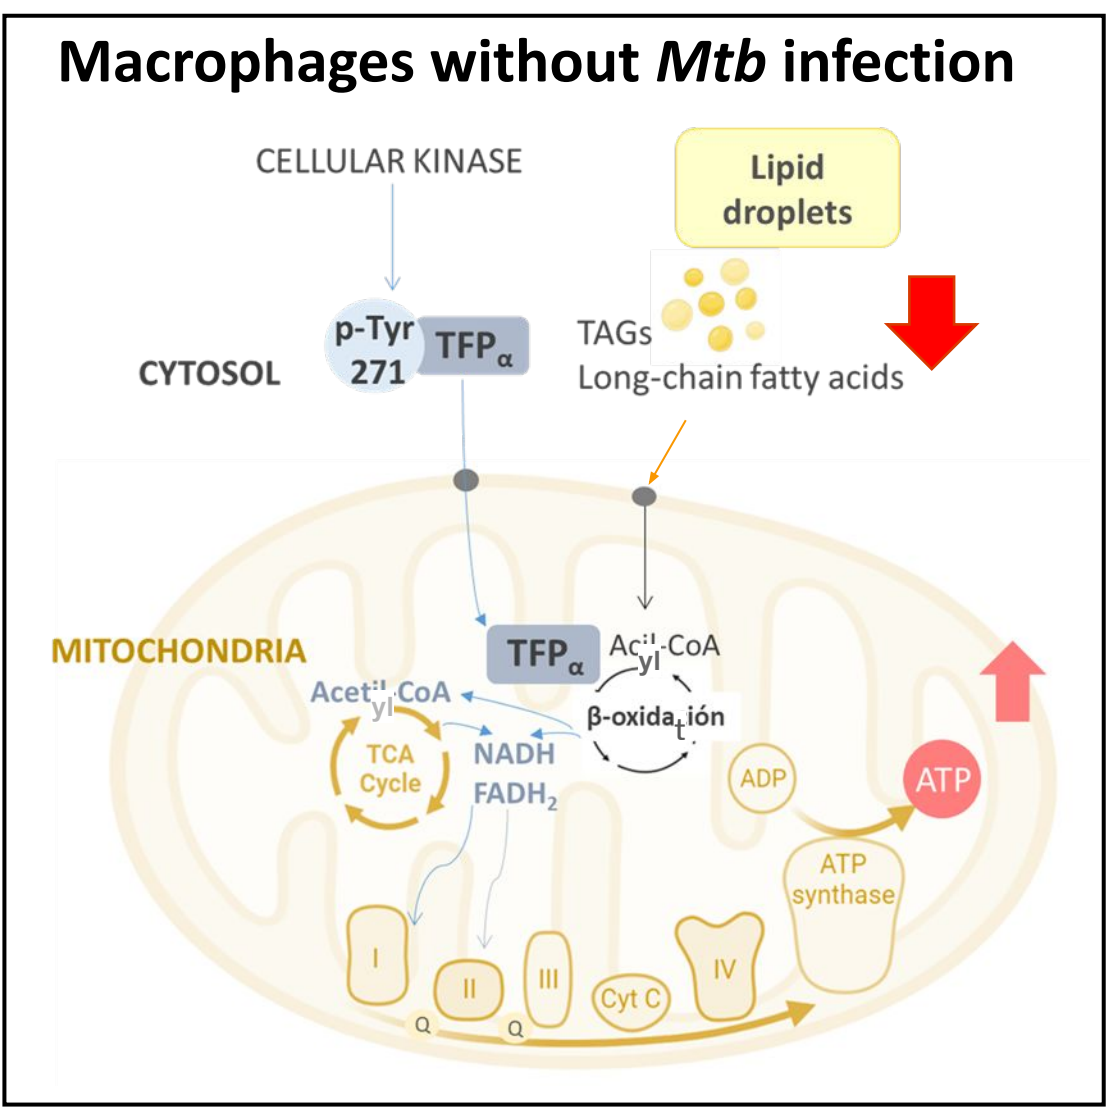 Macrophages without Mtb infection
CELLULAR KINASE
Lipid
droplets
p-Tyr
271
TFPα
TAGs
Long-chain fatty acids
CYTOSOL
MITOCHONDRIA
TFPα
Acil-CoA
yl
Acetil-CoA
yl
β-oxidación
t
TCA
Cycle
NADH
FADH₂
ADP
ATP
ATP
synthase
I
II
III
Cyt C
IV
Q
Q